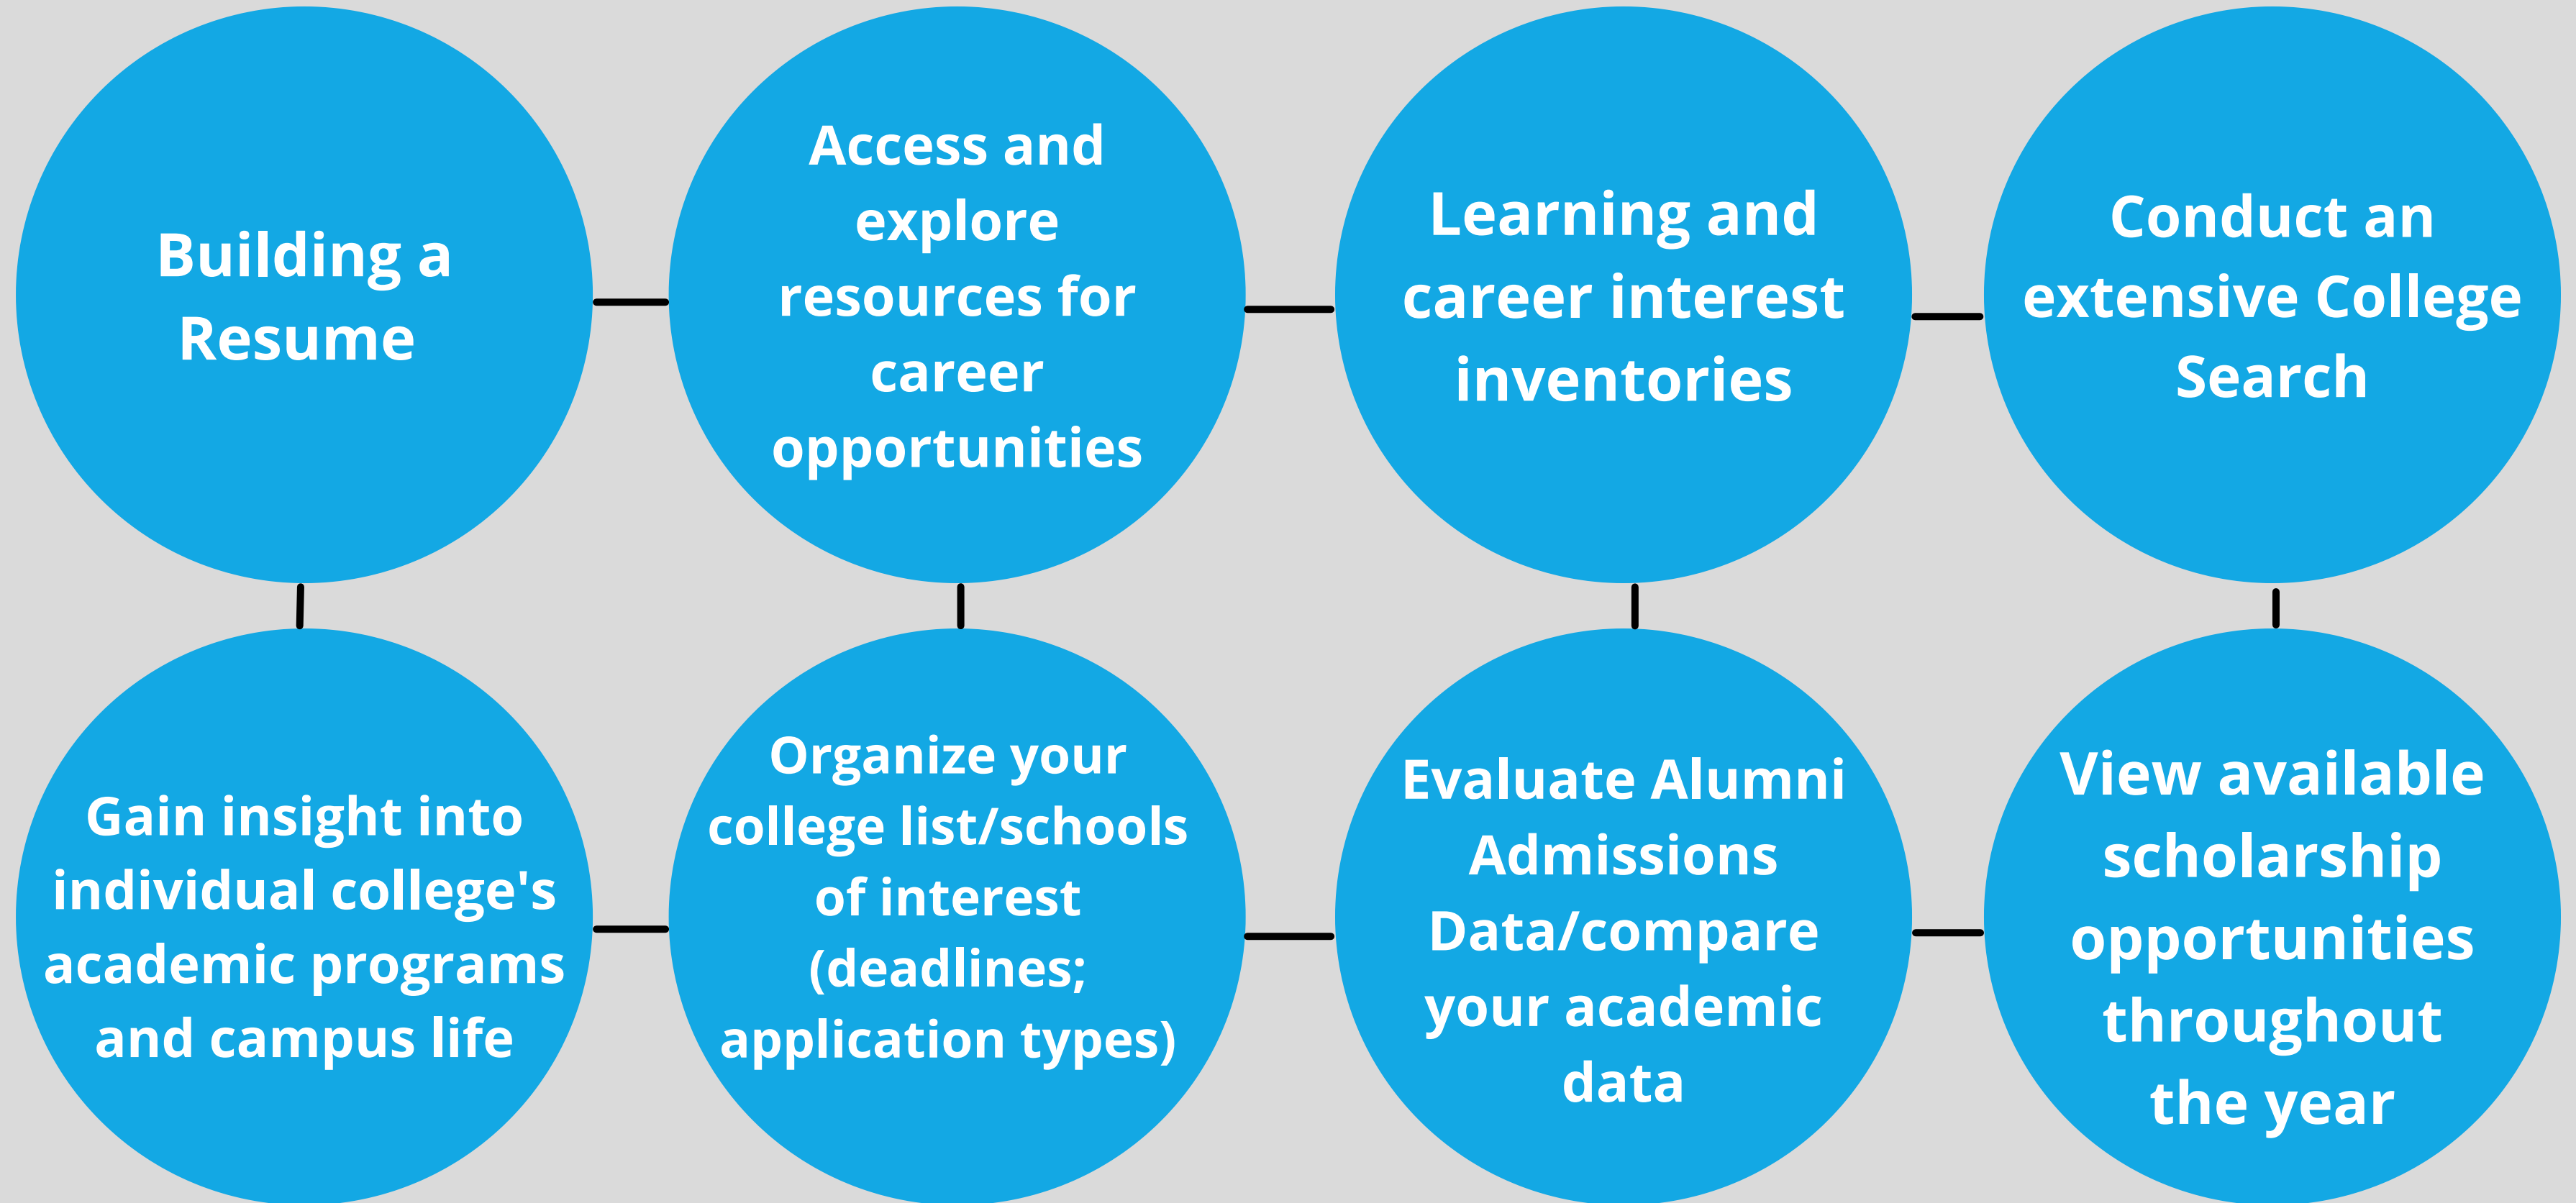 Building a
Resume
Access and
explore
resources for
career
opportunities
Learning and
career interest
inventories
Conduct an
extensive College
Search
Gain insight into
individual college's
academic programs
and campus life
Organize your
college list/schools
of interest
(deadlines;
application types)
Evaluate Alumni
Admissions
Data/compare
your academic
data
View available
scholarship
opportunities
throughout
the year